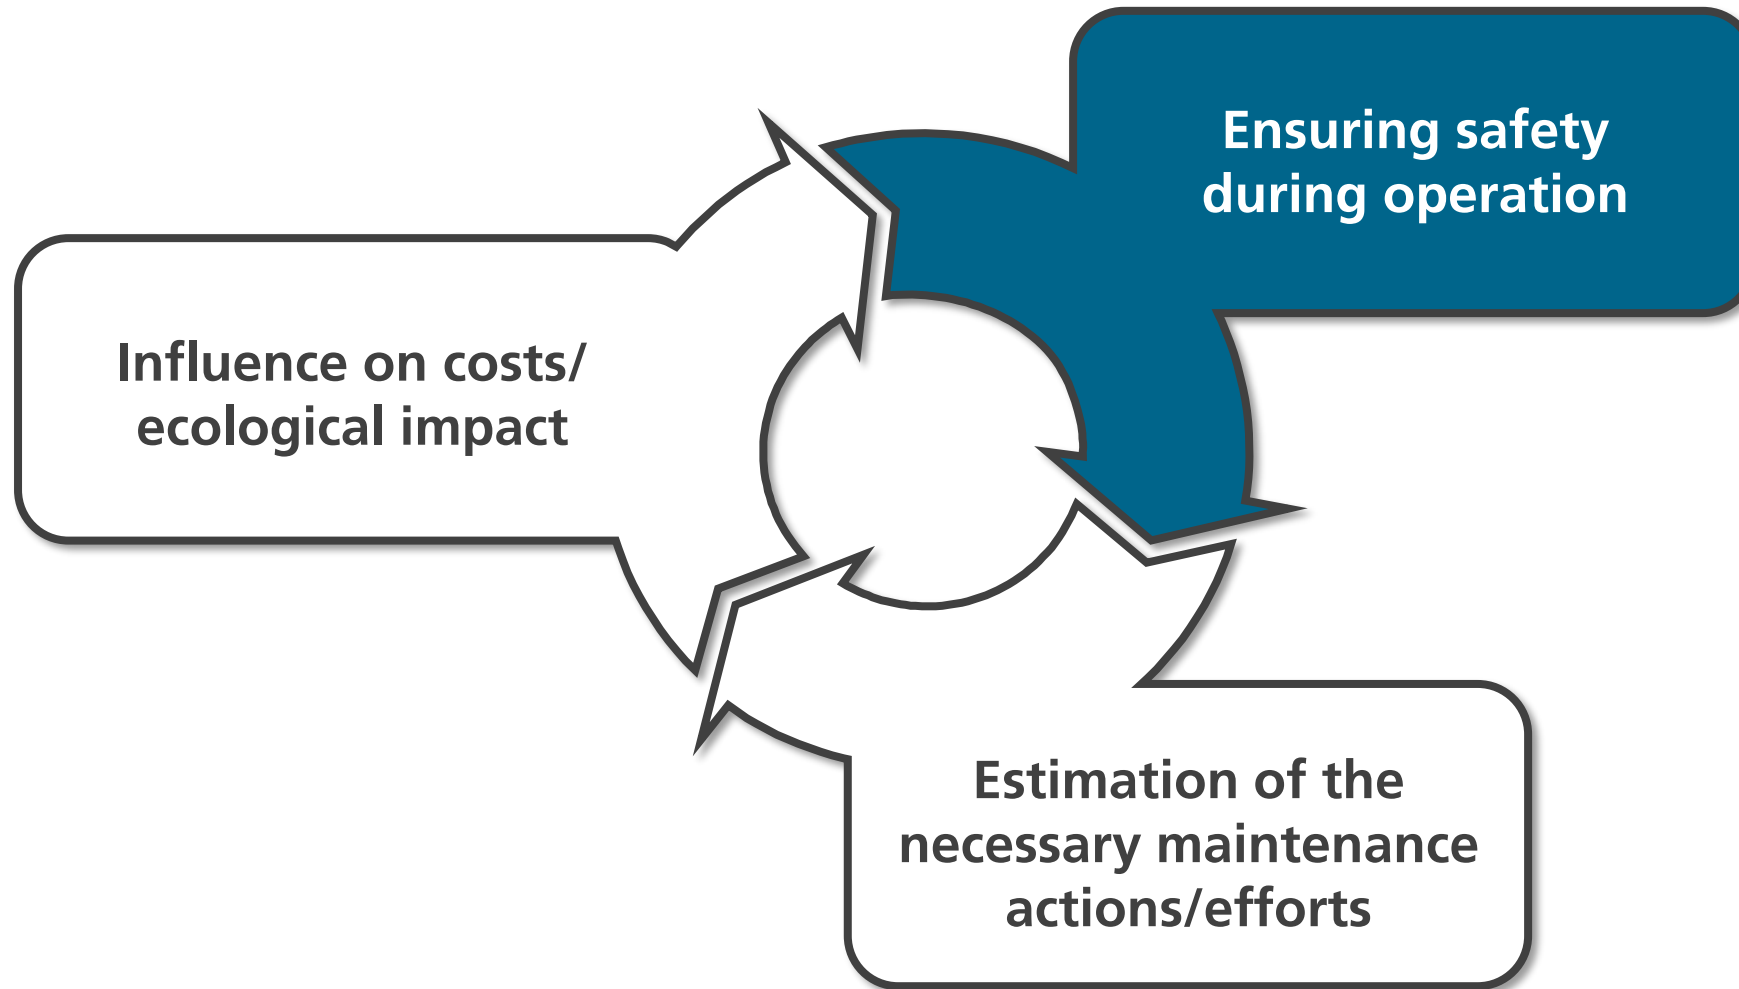 Ensuring safety
during operation
Influence on costs/
ecological impact
Estimation of the
necessary maintenance
actions/efforts